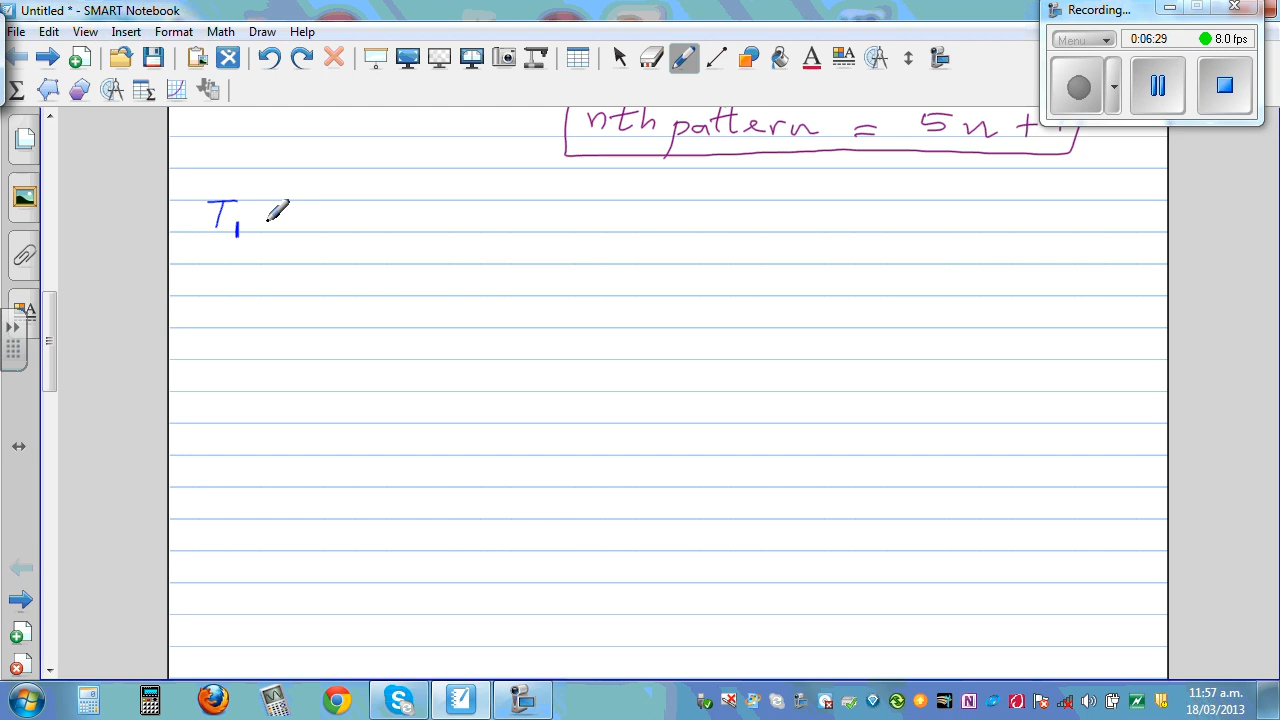 Untitled * - SMART Notebook
Recording...
File Edit View Insert Format Math Draw Help
Menu 0:06:29 8.0 fps
nth pattern = 5n +
T1
11:57 a.m.
18/03/2013